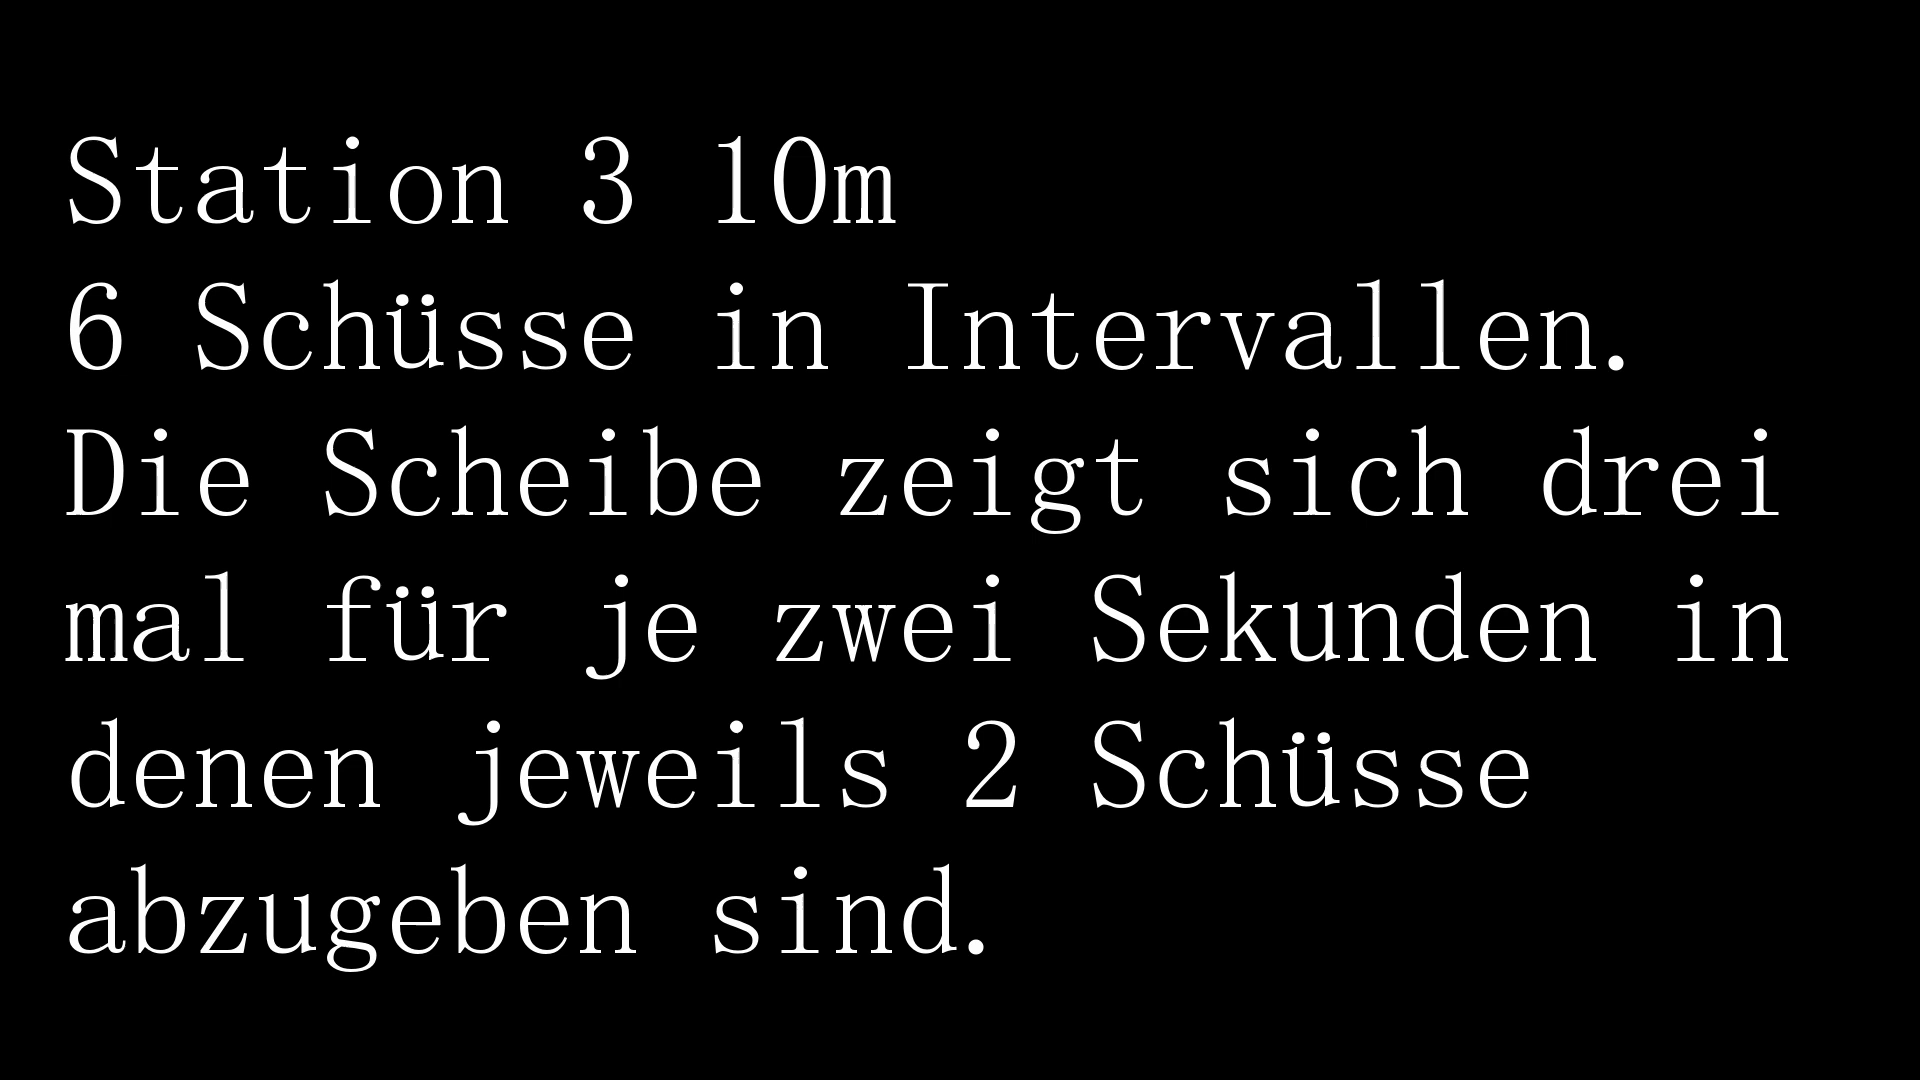 Station 3 10m
6 Schüsse in Intervallen.
Die Scheibe zeigt sich drei
mal für je zwei Sekunden in
denen jeweils 2 Schüsse
abzugeben sind.